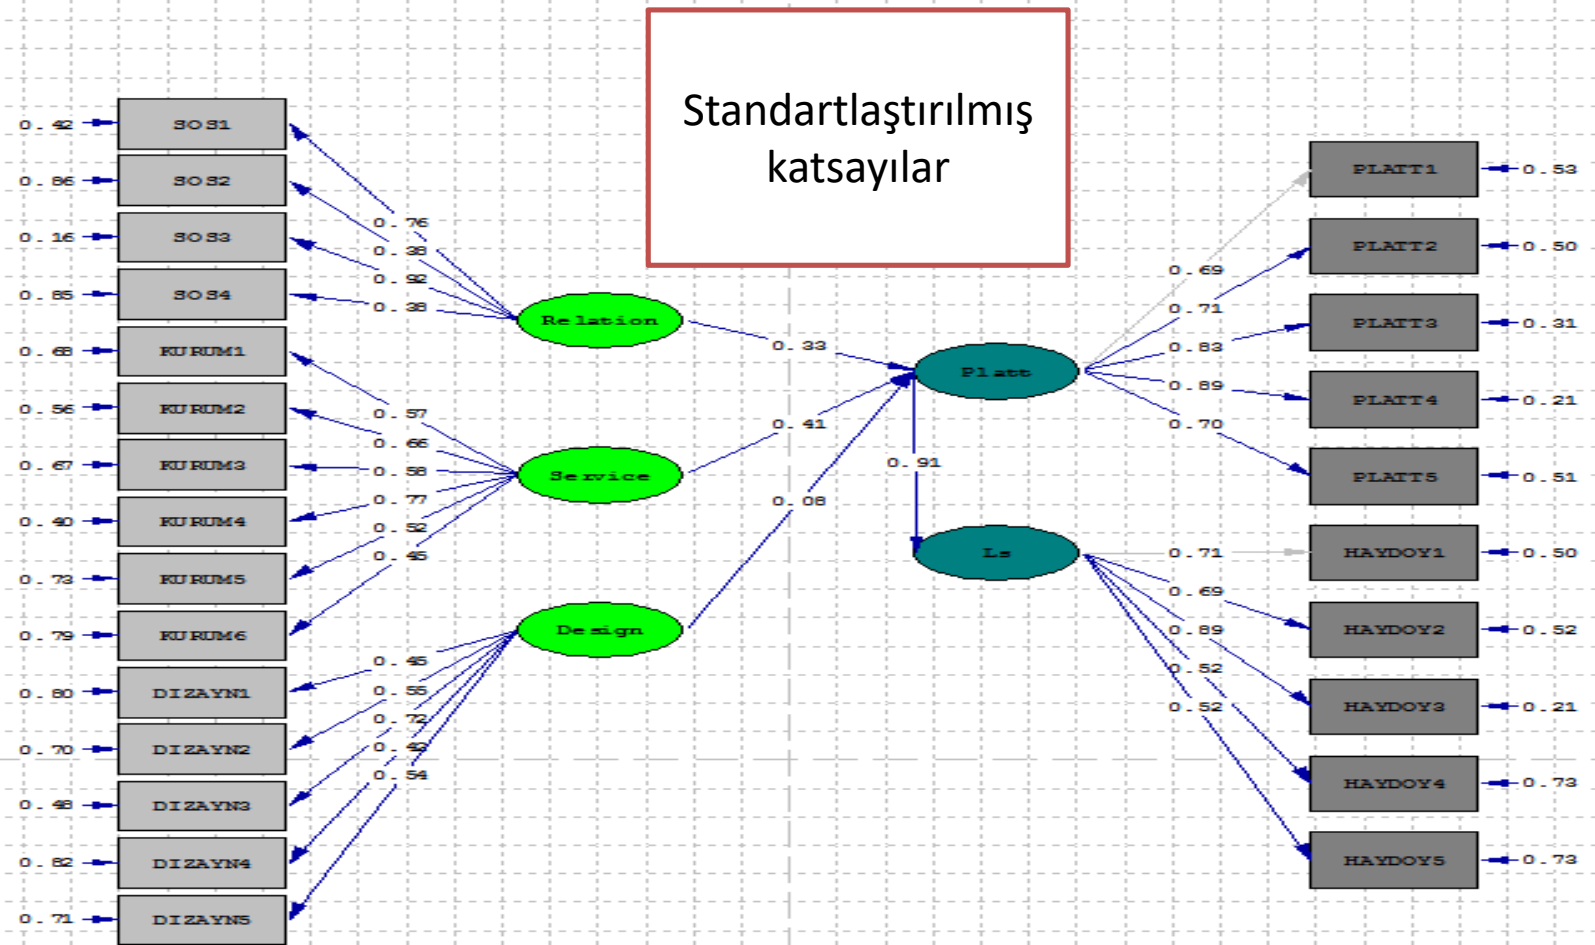 Standartlaştırılmış
katsayılar
0.42 SOS1
0.86 SOS2
0.16 SOS3
0.85 SOS4
0.68 KURUM1
0.56 KURUM2
0.67 KURUM3
0.40 KURUM4
0.73 KURUM5
0.79 KURUM6
0.80 DIZAYN1
0.70 DIZAYN2
0.48 DIZAYN3
0.82 DIZAYN4
0.71 DIZAYN5
0.76
0.38
0.92
0.38
0.57
0.66
0.58
0.77
0.52
0.45
0.45
0.55
0.72
0.42
0.54
Relation
Service
Design
0.33
0.41
0.08
Platt
0.91
Ls
0.69
0.71
0.83
0.89
0.70
0.71
0.69
0.89
0.52
0.52
PLATT1 0.53
PLATT2 0.50
PLATT3 0.31
PLATT4 0.21
PLATT5 0.51
HAYDOY1 0.50
HAYDOY2 0.52
HAYDOY3 0.21
HAYDOY4 0.73
HAYDOY5 0.73